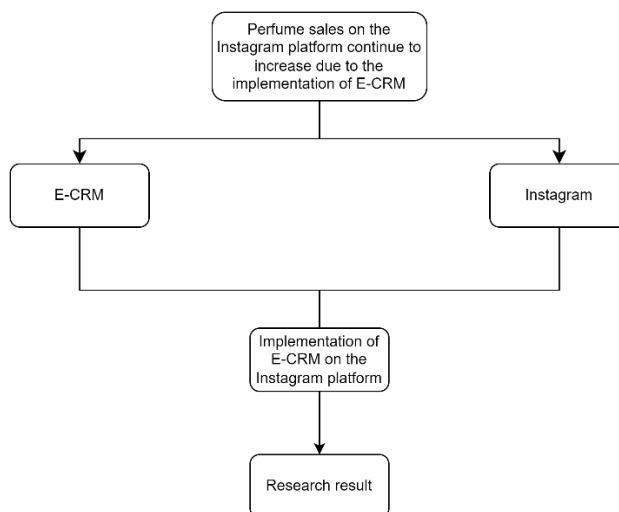 Perfume sales on the
Instagram platform continue to
increase due to the
implementation of E-CRM
E-CRM
Instagram
Implementation of
E-CRM on the
Instagram platform
Research result